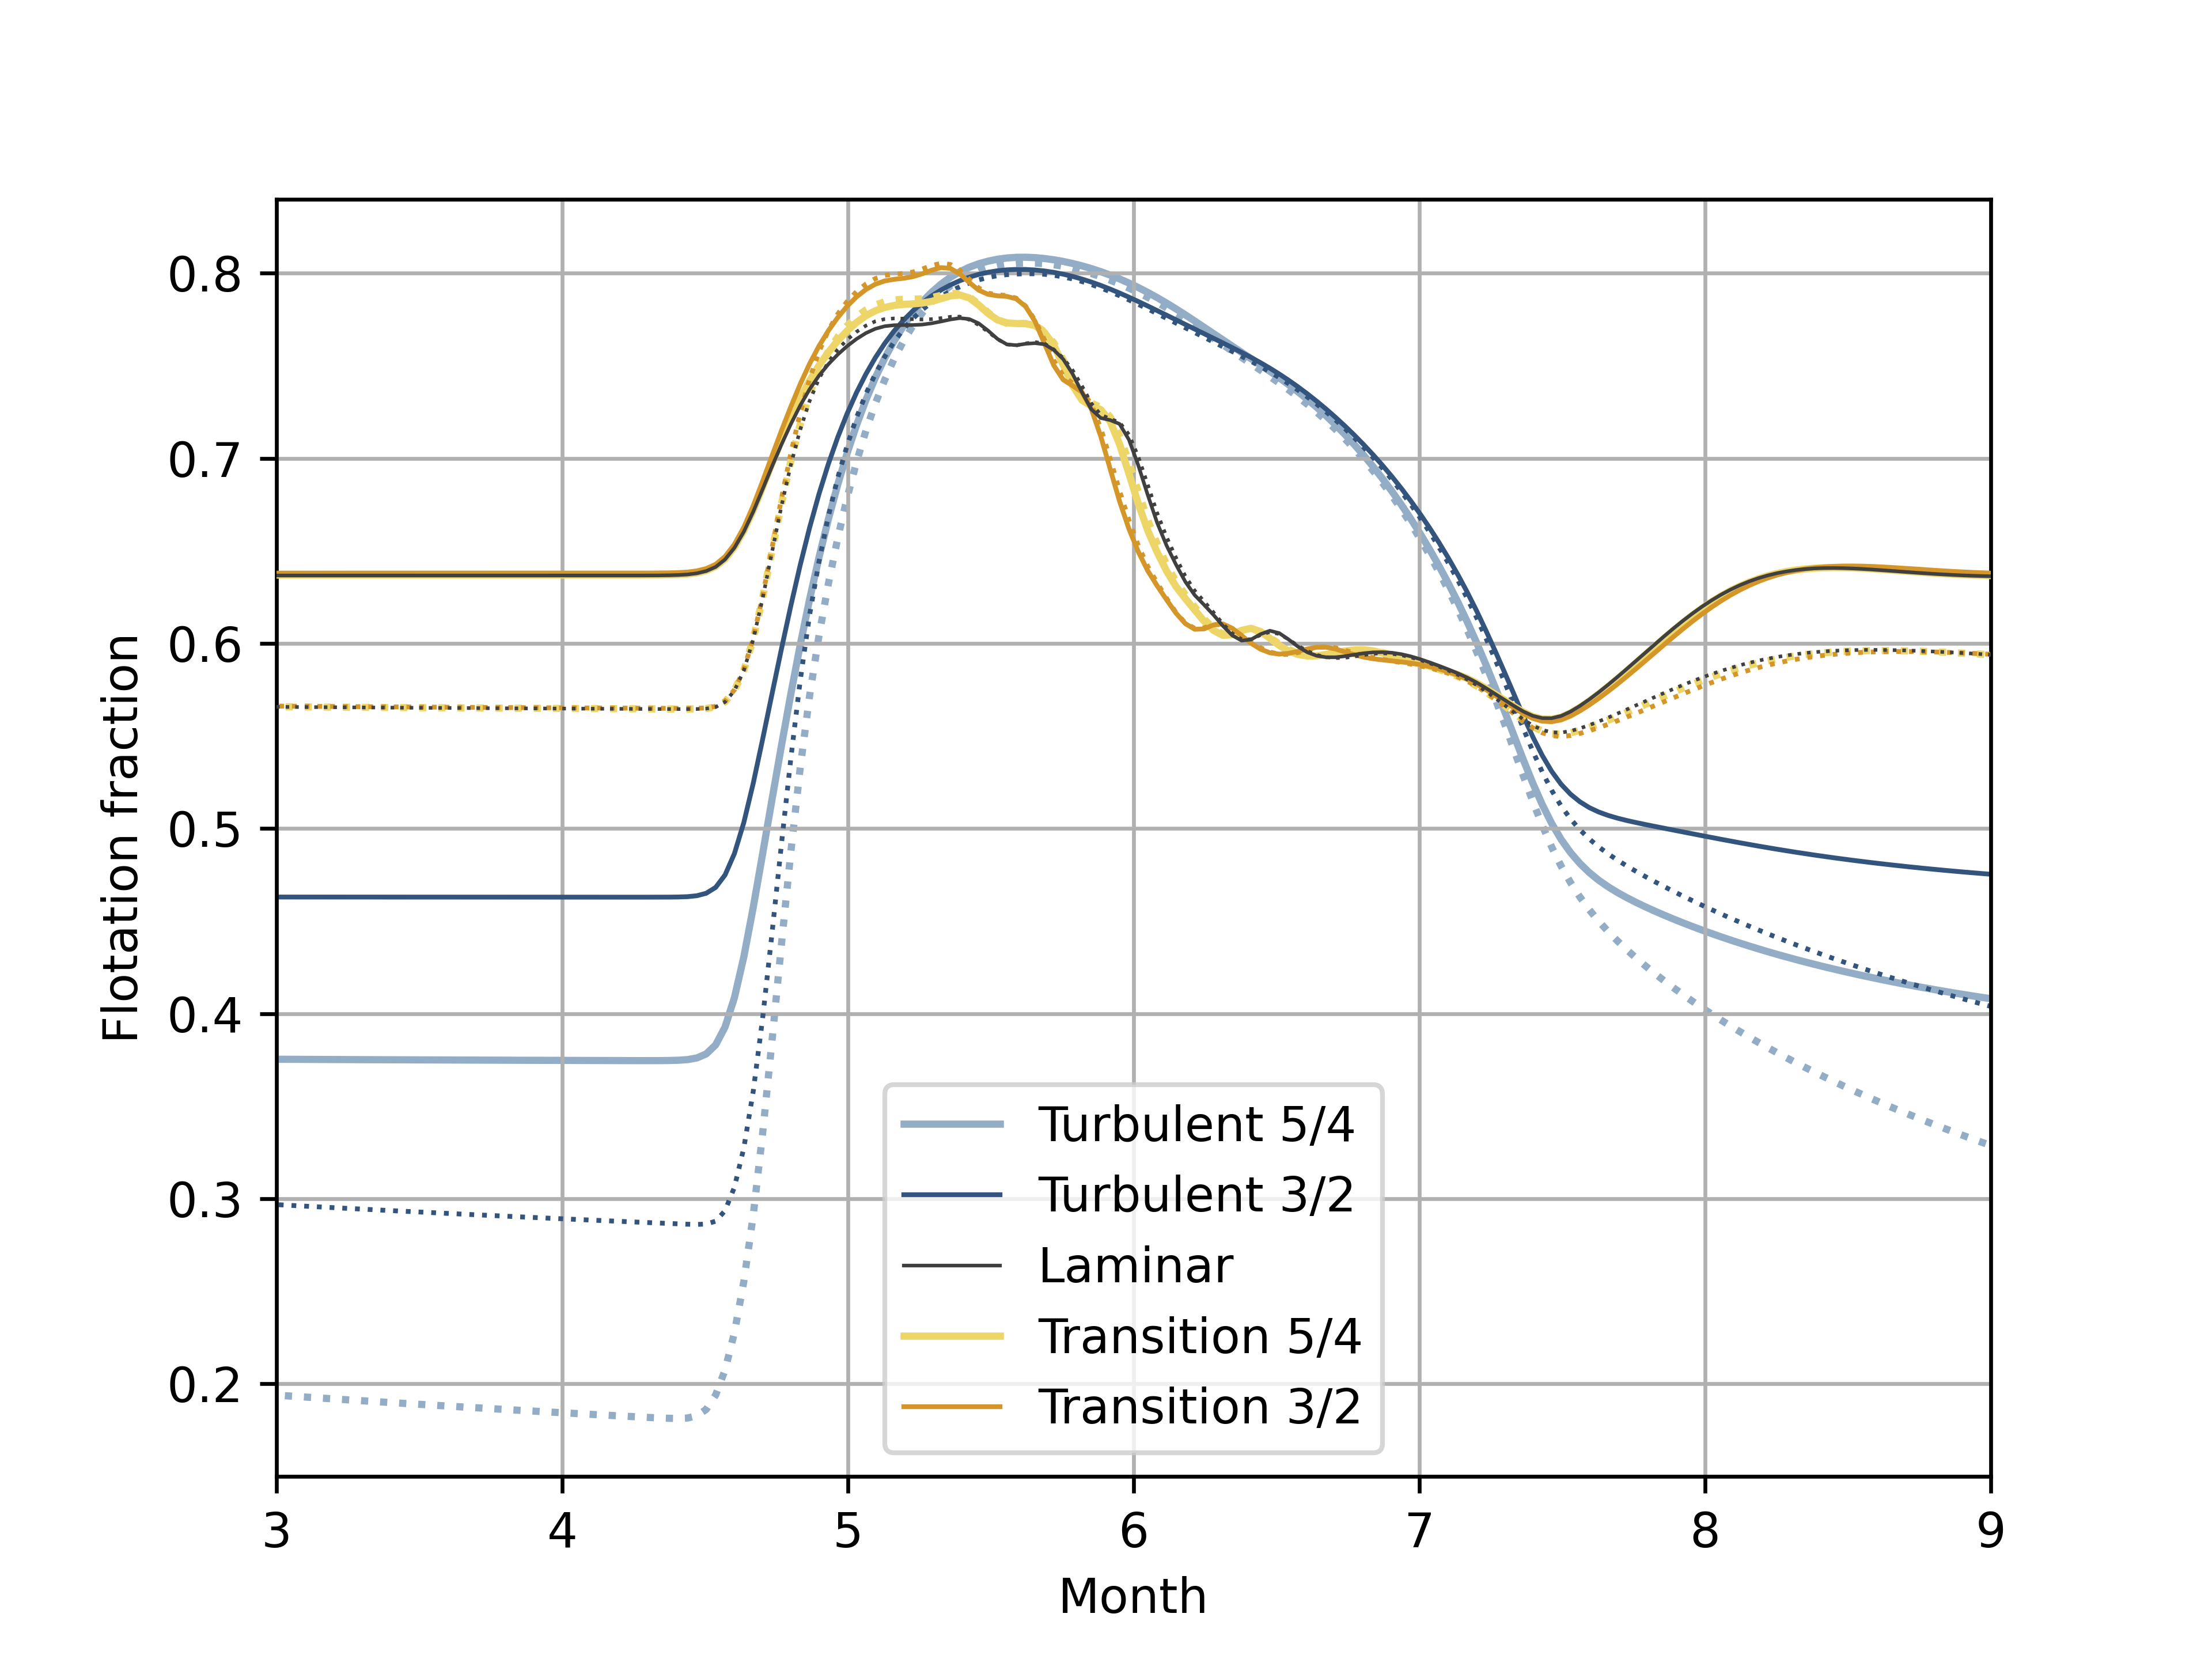 0.8
0.7
0.6
0.5
0.4
0.3
0.2
Flotation fraction
3 4 5 6 7 8 9
Month
Turbulent 5/4
Turbulent 3/2
Laminar
Transition 5/4
Transition 3/2